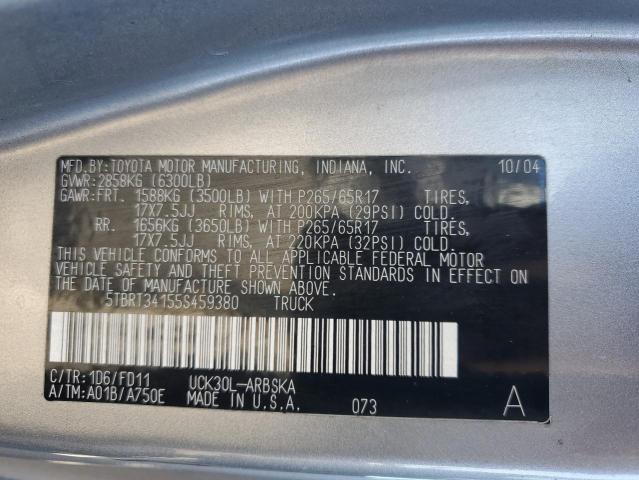 MFD.BY:TOYOTA MOTOR MANUFACTURING, INDIANA, INC. 10/04
GVWR:2858KG (6300LB)
GAWR:FRT. 1588KG (3500LB) WITH P265/65R17 TIRES,
17X7.5JJ RIMS, AT 200KPA (29PSI) COLD.
RR. 1656KG (3650LB) WITH P265/65R17 TIRES,
17X7.5JJ RIMS, AT 220KPA (32PSI) COLD.
THIS VEHICLE CONFORMS TO ALL APPLICABLE FEDERAL MOTOR
VEHICLE SAFETY AND THEFT PREVENTION STANDARDS IN EFFECT ON
THE DATE OF MANUFACTURE SHOWN ABOVE.
5TBRT34155S459380 TRUCK
C/TR:1D6/FD11 UCK30L-ARBSKA
A/TM:A01B/A750E MADE IN U.S.A. 073 A